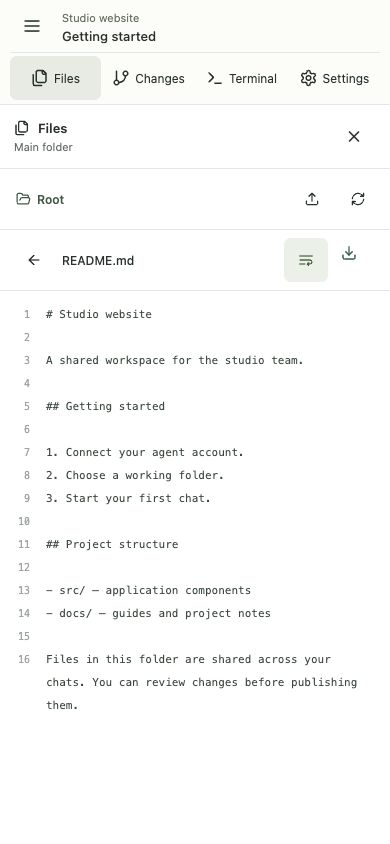 Studio website
Getting started
Files
Changes
Terminal
Settings
Files
Main folder
Root
README.md
1 # Studio website
2
3 A shared workspace for the studio team.
4
5 ## Getting started
6
7 1. Connect your agent account.
8 2. Choose a working folder.
9 3. Start your first chat.
10
11 ## Project structure
12
13 – src/ — application components
14 – docs/ — guides and project notes
15
16 Files in this folder are shared across your
chats. You can review changes before publishing
them.